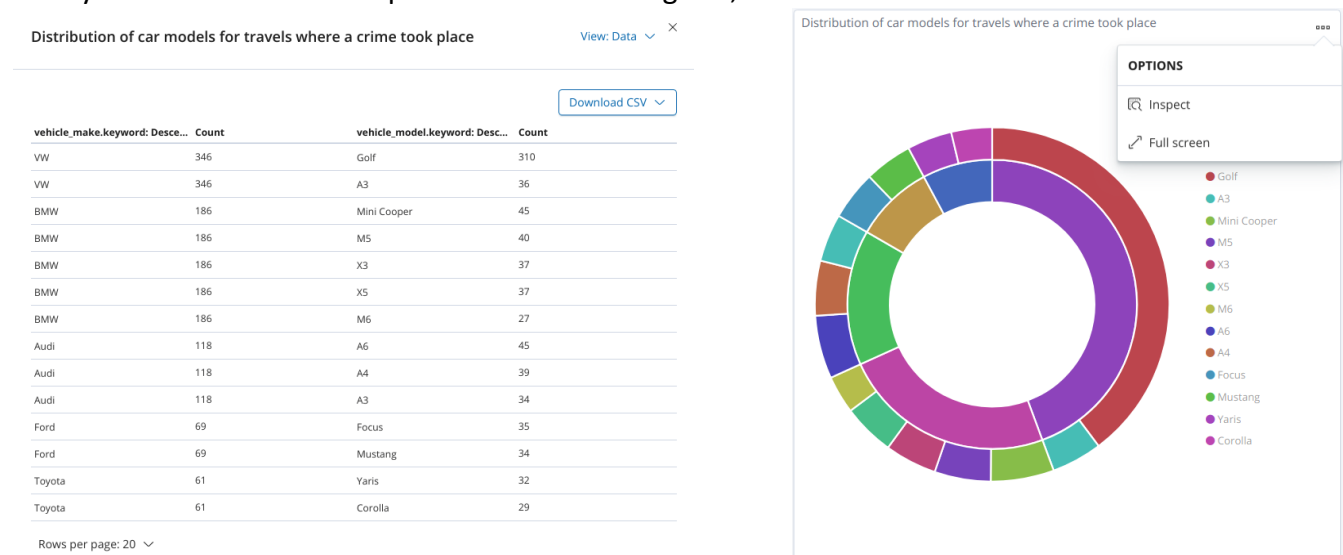 Distribution of car models for travels where a crime took place
View: Data
Download CSV
vehicle_make.keyword: Desce... Count vehicle_model.keyword: Desc... Count
VW 346 Golf 310
VW 346 A3 36
BMW 186 Mini Cooper 45
BMW 186 M5 40
BMW 186 X3 37
BMW 186 X5 37
BMW 186 M6 27
Audi 118 A6 45
Audi 118 A4 39
Audi 118 A3 34
Ford 69 Focus 35
Ford 69 Mustang 34
Toyota 61 Yaris 32
Toyota 61 Corolla 29
Rows per page: 20
Distribution of car models for travels where a crime took place
OPTIONS
Inspect
Full screen
Golf
A3
Mini Cooper
M5
X3
X5
M6
A6
A4
Focus
Mustang
Yaris
Corolla